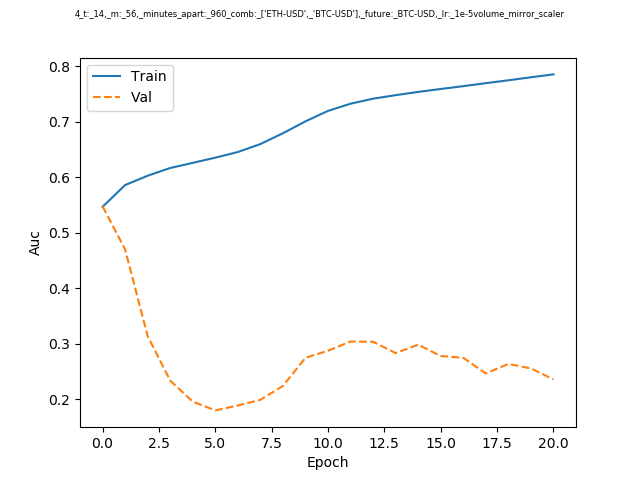 4_t:_14,_m:_56,_minutes_apart:_960_comb:_['ETH-USD',_'BTC-USD'],_future:_BTC-USD,_lr:_1e-5volume_mirror_scaler
Train
Val
0.8
0.7
0.6
0.5
0.4
0.3
0.2
Auc
0.0 2.5 5.0 7.5 10.0 12.5 15.0 17.5 20.0
Epoch